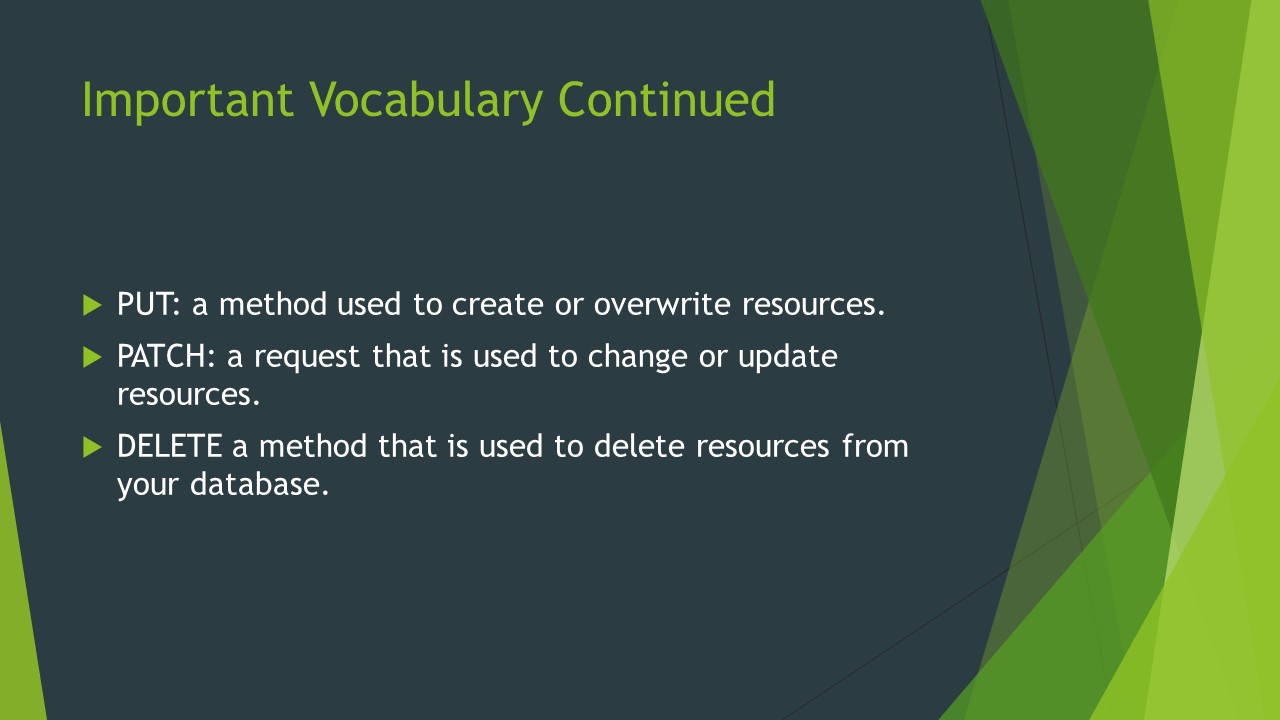 Important Vocabulary Continued
PUT: a method used to create or overwrite resources.
PATCH: a request that is used to change or update
resources.
DELETE a method that is used to delete resources from
your database.